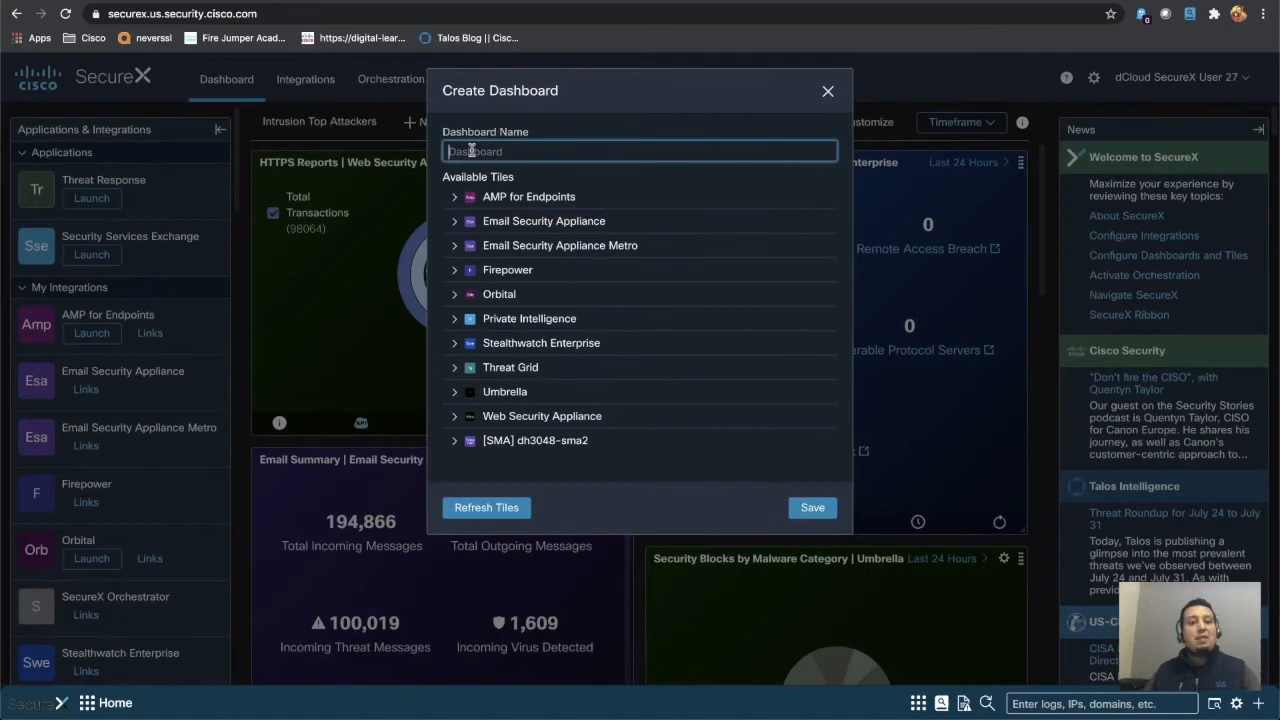 securex.us.security.cisco.com
0
Apps
Cisco
neverssl
Fire Jumper Acad...
https://digital-lear...
Talos Blog || Cisc...
CISCO
SecureX
Dashboard
Integrations
Orchestration
dCloud SecureX User 27
Applications & Integrations
Applications
Tr
Threat Response
Launch
Sse
Security Services Exchange
Launch
My Integrations
Amp
AMP for Endpoints
Launch
Links
Esa
Email Security Appliance
Links
Esa
Email Security Appliance Metro
Links
F
Firepower
Links
Orb
Orbital
Launch
Links
S
SecureX Orchestrator
Links
Swe
Stealthwatch Enterprise
Links
Intrusion Top Attackers
N
ustomize
Timeframe
HTTPS Reports | Web Security A
Total
Transactions
(98064)
API
Email Summary | Email Security
194,866
Total Incoming Messages
Total Outgoing Messages
100,019
Incoming Threat Messages
1,609
Incoming Virus Detected
Create Dashboard
Dashboard Name
Dashboard
Available Tiles
AMP for Endpoints
Email Security Appliance
Email Security Appliance Metro
Firepower
Orbital
Private Intelligence
Stealthwatch Enterprise
Threat Grid
Umbrella
Web Security Appliance
[SMA] dh3048-sma2
Refresh Tiles
Save
nterprise
Last 24 Hours
0
Remote Access Breach
0
erable Protocol Servers
Security Blocks by Malware Category | Umbrella
Last 24 Hours
News
Welcome to SecureX
Maximize your experience by
reviewing these key topics:
About SecureX
Configure Integrations
Configure Dashboards and Tiles
Activate Orchestration
Navigate SecureX
SecureX Ribbon
Cisco Security
"Don't fire the CISO", with
Quentyn Taylor
Our guest on the Security Stories
podcast is Quentyn Taylor, CISO
for Canon Europe. He shares his
journey, as well as Canon's
customer-centric approach to...
Talos Intelligence
Threat Roundup for July 24 to July
31
Today, Talos is publishing a
glimpse into the most prevalent
threats we've observed between
July 24 and July 31. As with
previo
US-C
CISA
Direc
CISA
SecureX
Home
Enter logs, IPs, domains, etc.